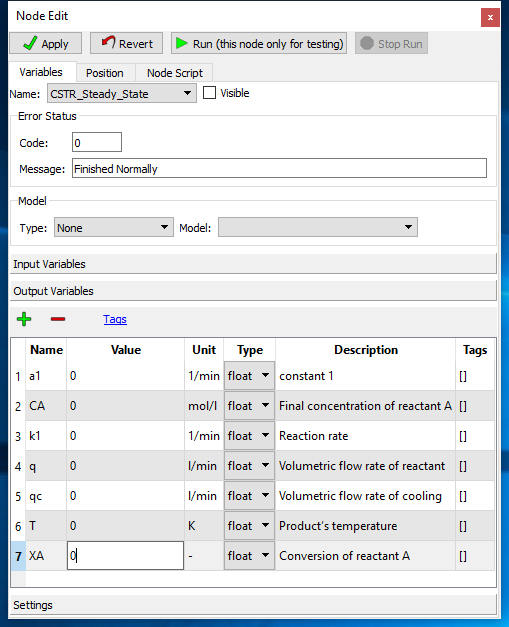 Node Edit
x
Apply Revert Run (this node only for testing) Stop Run
Variables Position Node Script
Name: CSTR_Steady_State Visible
Error Status
Code: 0
Message: Finished Normally
Model
Type: None Model:
Input Variables
Output Variables
Tags
Name Value Unit Type Description Tags
1 a1 0 1/min float constant 1 []
2 CA 0 mol/l float Final concentration of reactant A []
3 k1 0 1/min float Reaction rate []
4 q 0 l/min float Volumetric flow rate of reactant []
5 qc 0 l/min float Volumetric flow rate of cooling []
6 T 0 K float Product's temperature []
7 XA 0 - float Conversion of reactant A []
Settings